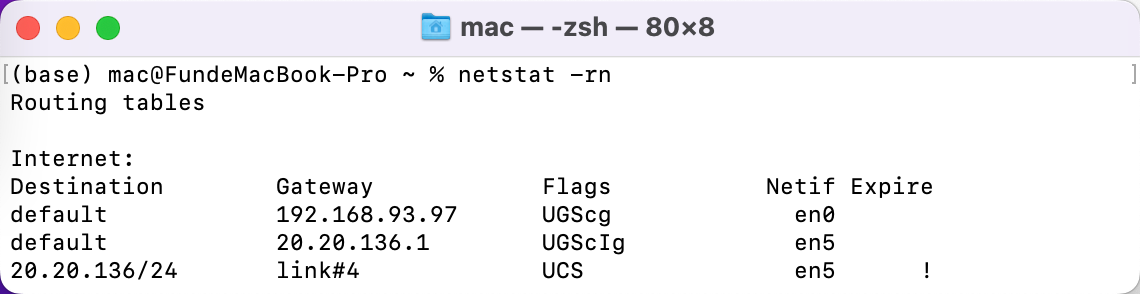 mac — -zsh — 80×8
(base) mac@FundeMacBook-Pro ~ % netstat -rn
Routing tables
Internet:
Destination Gateway Flags Netif Expire
default 192.168.93.97 UGScg en0
default 20.20.136.1 UGScIg en5
20.20.136/24 link#4 UCS en5 !